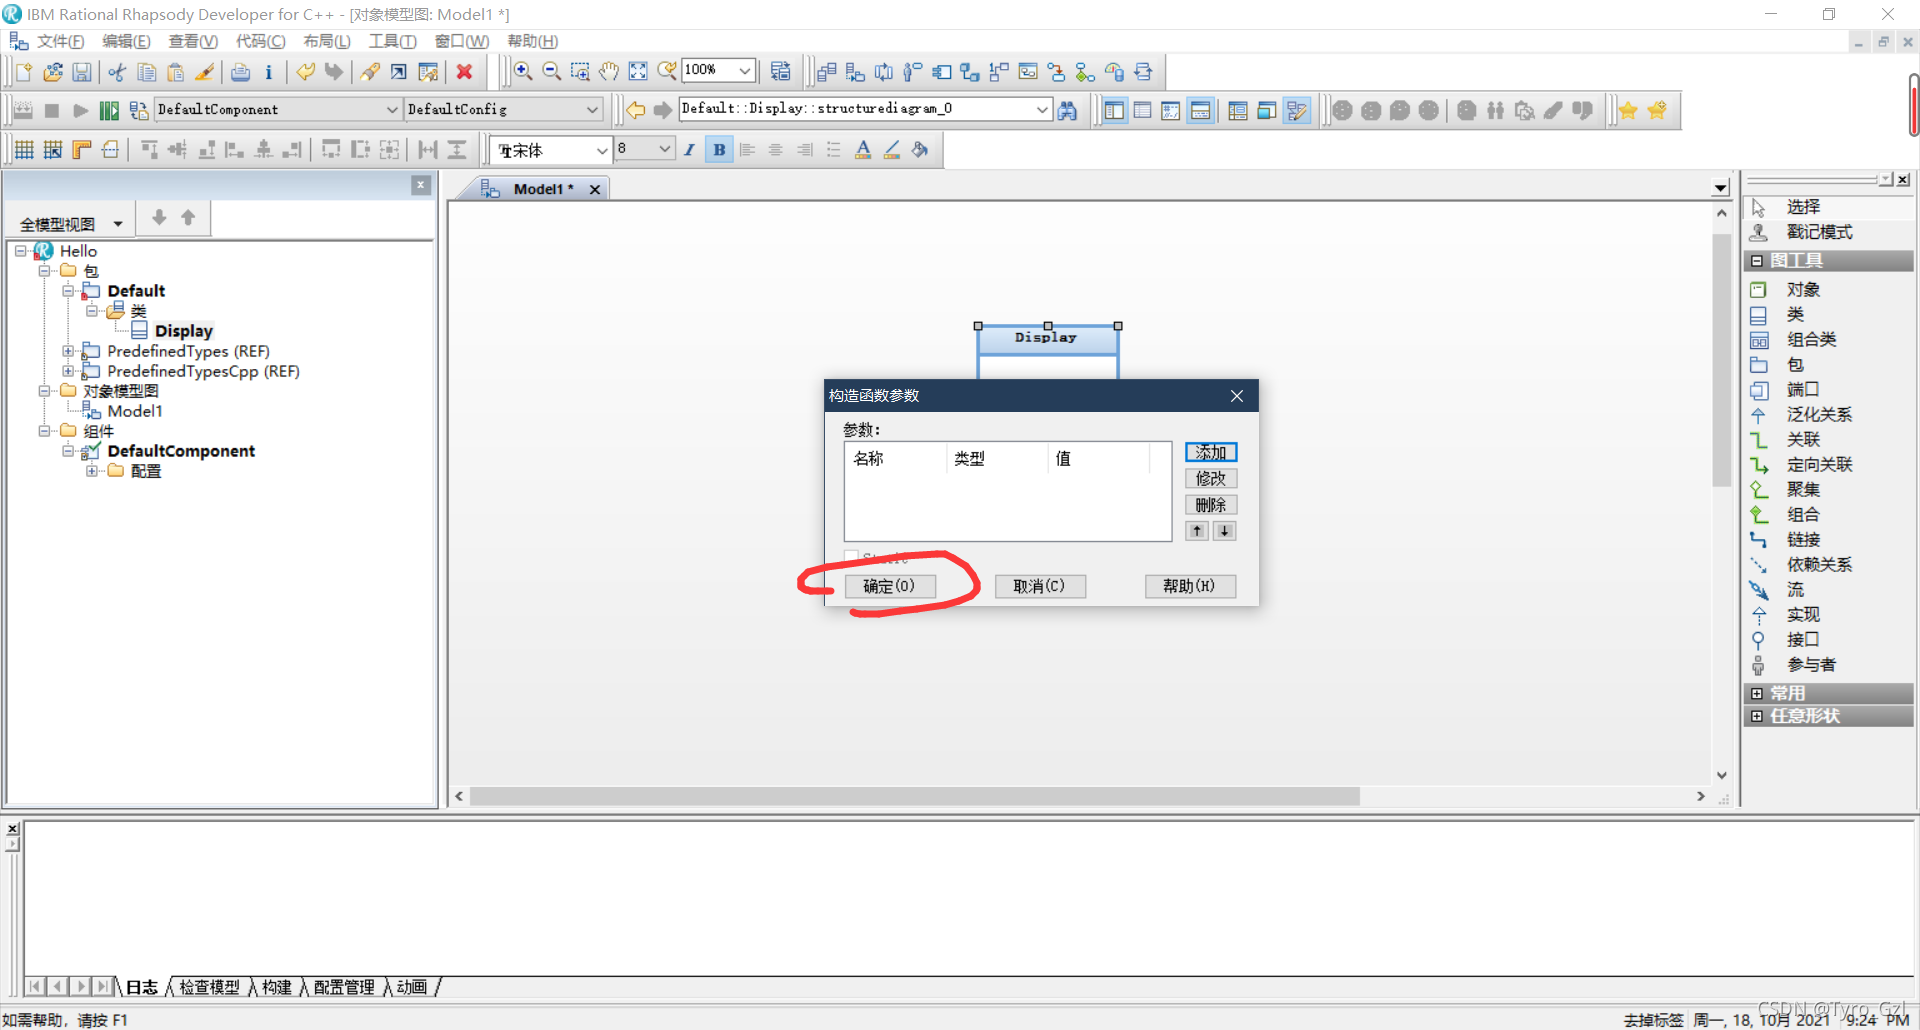 IBM Rational Rhapsody Developer for C++ - [对象模型图: Model1 *]
文件(F) 编辑(E) 查看(V) 代码(C) 布局(L) 工具(T) 窗口(W) 帮助(H)
100%
DefaultComponent DefaultConfig Default::Display::structurediagram_0
宋体 8 I B A
Model1 *
全模型视图
Hello
包
Default
类
Display
PredefinedTypes (REF)
PredefinedTypesCpp (REF)
对象模型图
Model1
组件
DefaultComponent
配置
Display
构造函数参数
参数:
名称 类型 值
添加
修改
删除
确定(O) 取消(C) 帮助(H)
选择
戳记模式
图工具
对象
类
组合类
包
端口
泛化关系
关联
定向关联
聚集
组合
链接
依赖关系
流
实现
接口
参与者
常用
任意形状
日志 检查模型 构建 配置管理 动画
如需帮助，请按 F1
去掉标签 周一, 18, 10月 2021 9:24 PM
CSDN @Tyro_Gzl